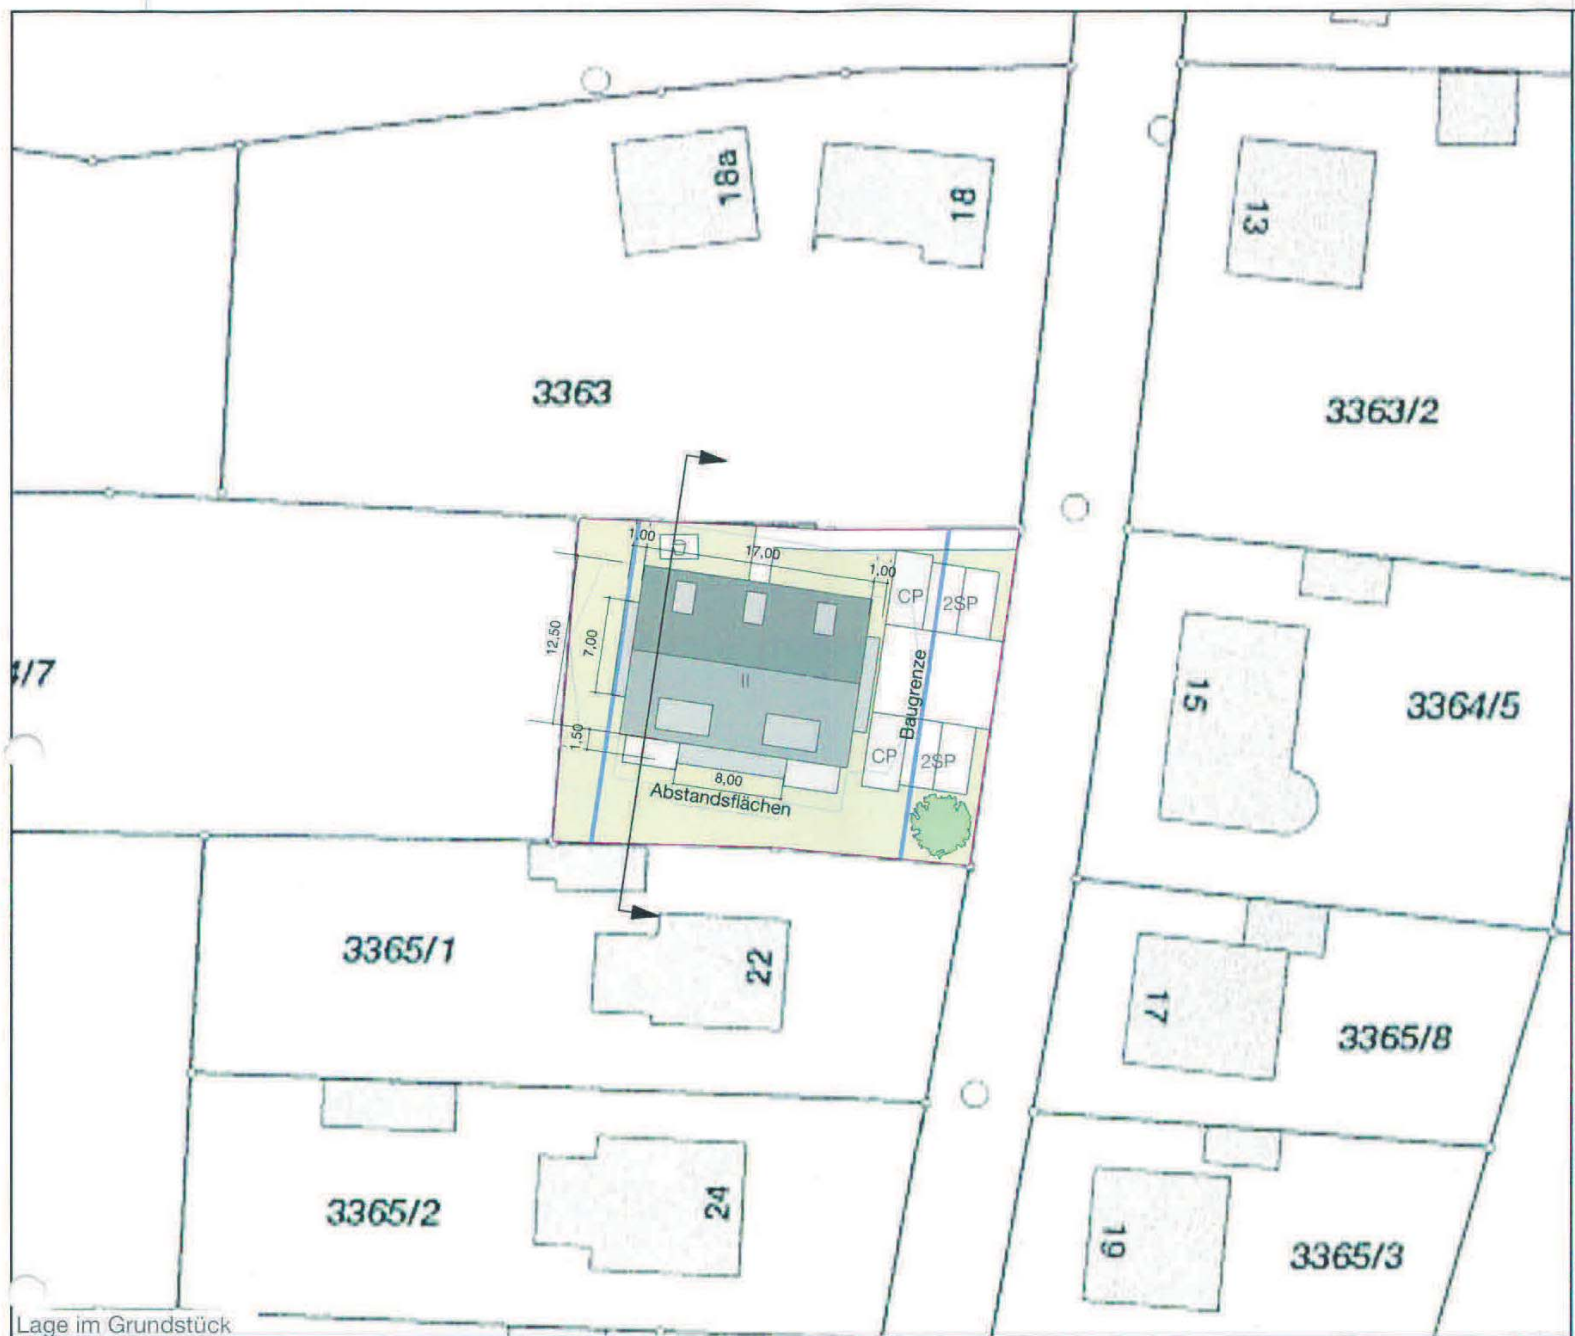 18a
18
13
3363
3363/2
1,00
17,00
1,00
CP
2SP
12,50
7,00
4/7
II
Baugrenze
15
3364/5
1,50
CP
2SP
8,00
Abstandsflächen
3365/1
22
17
3365/8
3365/2
24
19
3365/3
Lage im Grundstück